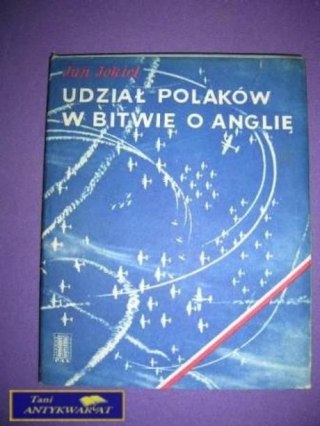 Jan Jokiel
UDZIAŁ POLAKÓW
W BITWIE O ANGLIĘ
Tani
ANTYKWARIAT